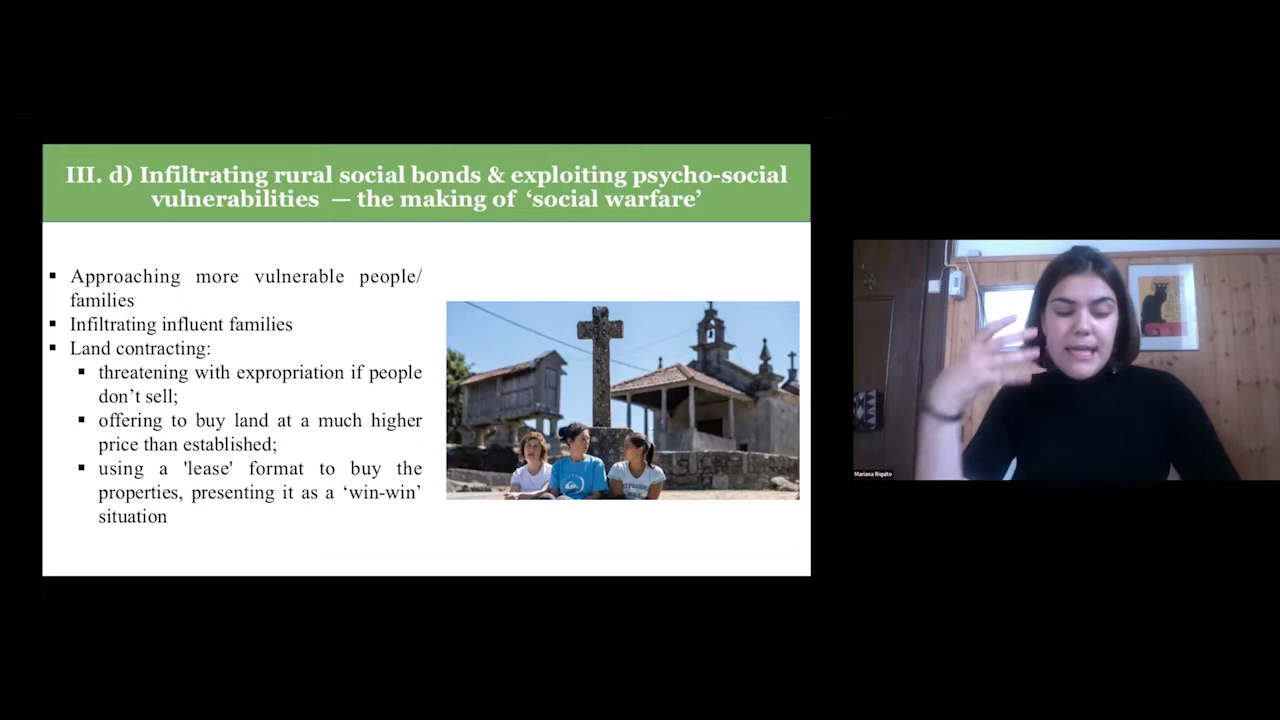 III. d) Infiltrating rural social bonds & exploiting psycho-social
vulnerabilities — the making of ‘social warfare’
▪ Approaching more vulnerable people/
families
▪ Infiltrating influent families
▪ Land contracting:
▪ threatening with expropriation if people
don’t sell;
▪ offering to buy land at a much higher
price than established;
▪ using a 'lease' format to buy the
properties, presenting it as a ‘win-win’
situation
Mariana Riquito